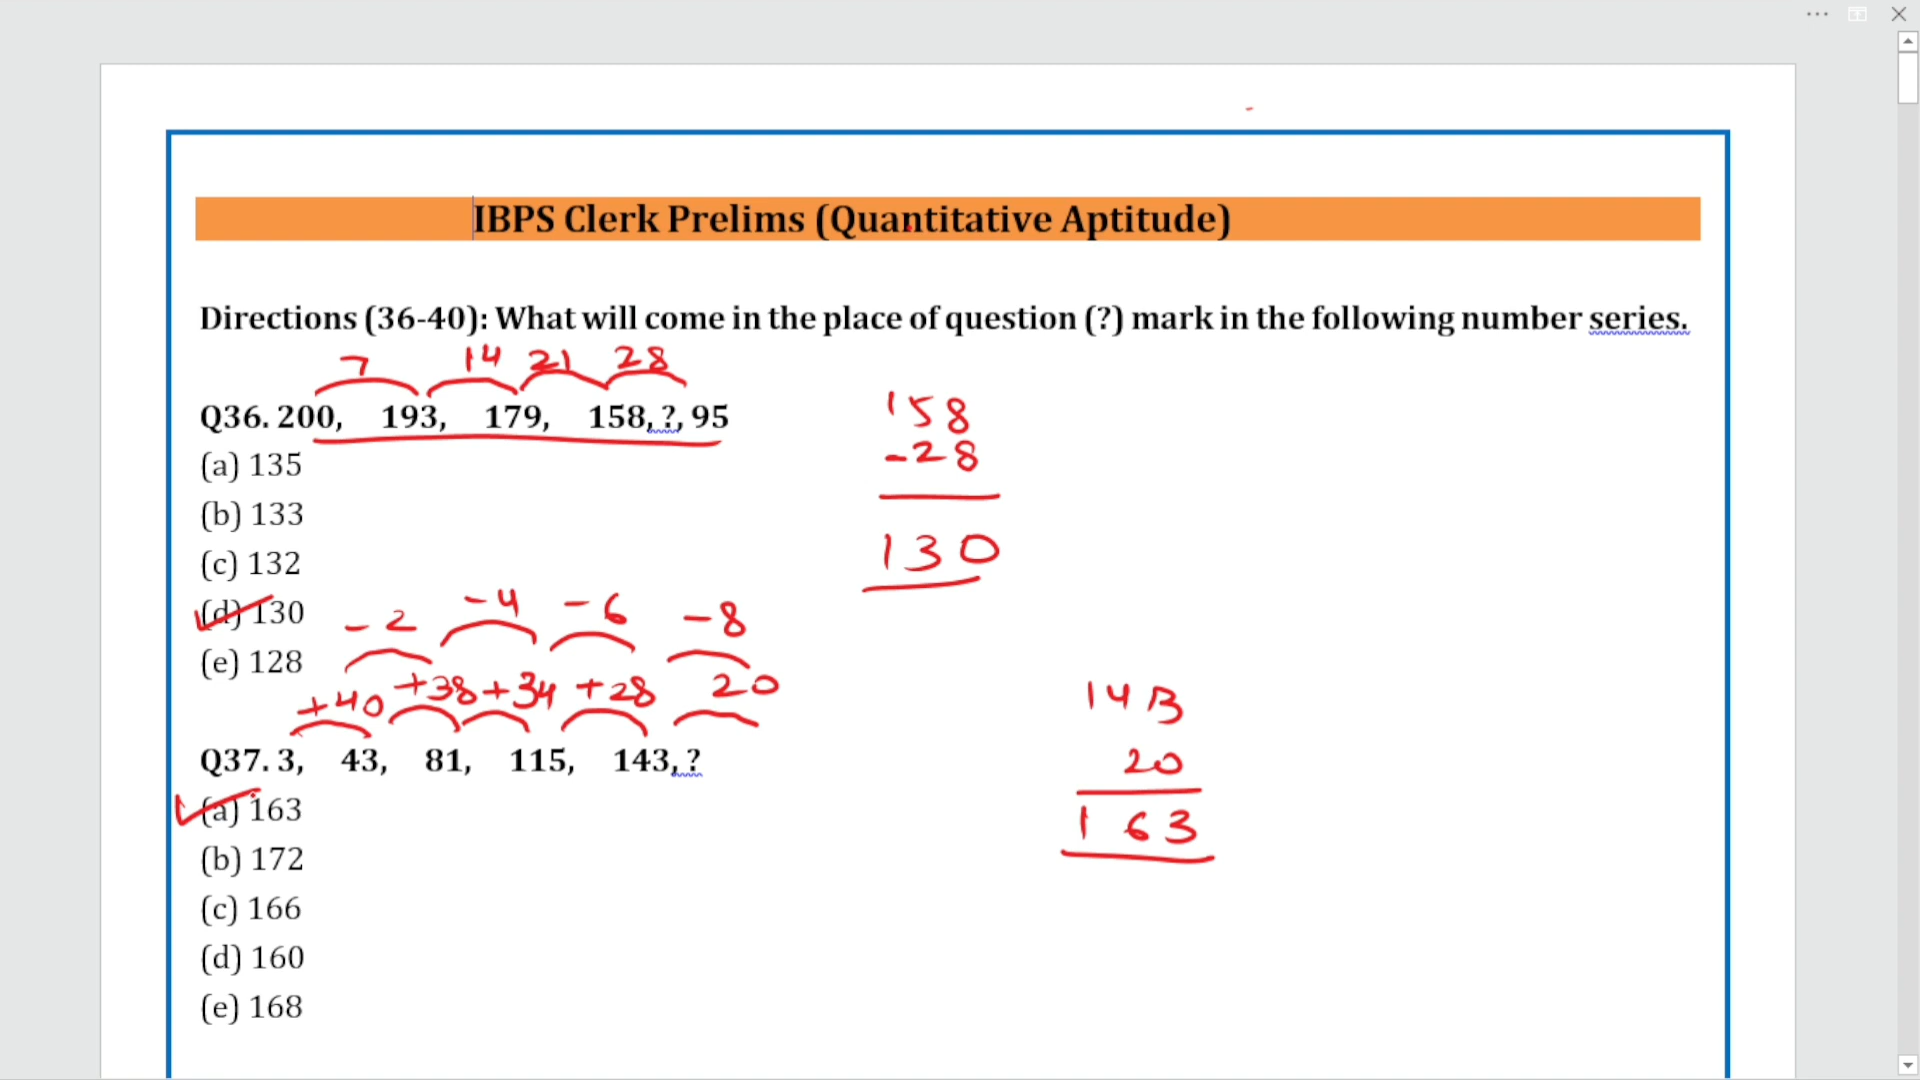 IBPS Clerk Prelims (Quantitative Aptitude)
Directions (36-40): What will come in the place of question (?) mark in the following number series.
7 14 21 28
Q36. 200, 193, 179, 158, ?, 95
(a) 135
(b) 133
(c) 132
(d) 130
(e) 128
158
-28
130
-2 -4 -6 -8
+40 +38 +34 +28 20
Q37. 3, 43, 81, 115, 143, ?
(a) 163
(b) 172
(c) 166
(d) 160
(e) 168
143
20
163